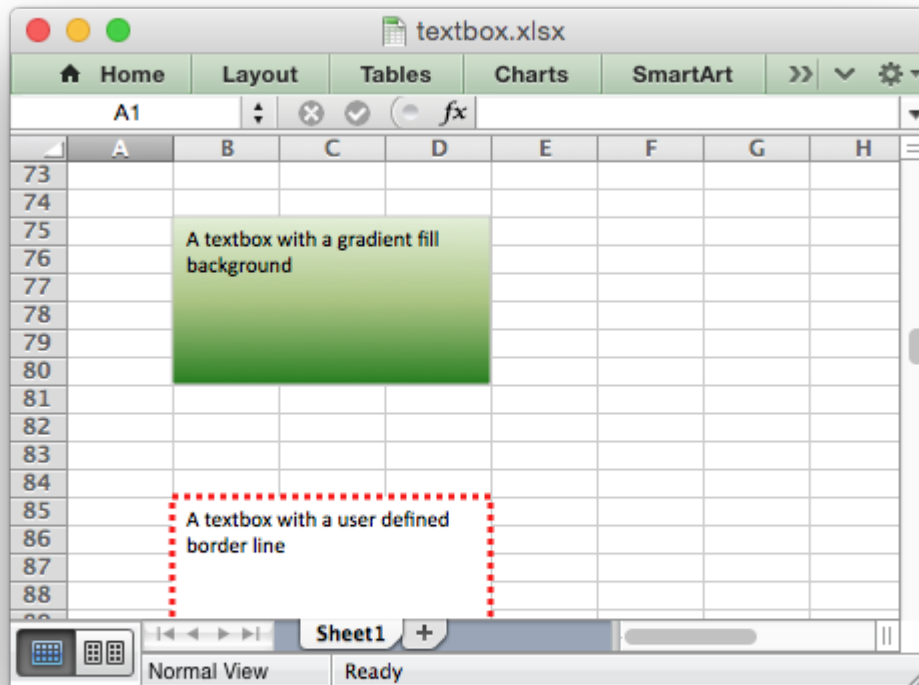 textbox.xlsx
Home Layout Tables Charts SmartArt
A1 fx
A B C D E F G H
73
74
75
A textbox with a gradient fill
76
background
77
78
79
80
81
82
83
84
85
A textbox with a user defined
86
border line
87
88
Sheet1
Normal View Ready